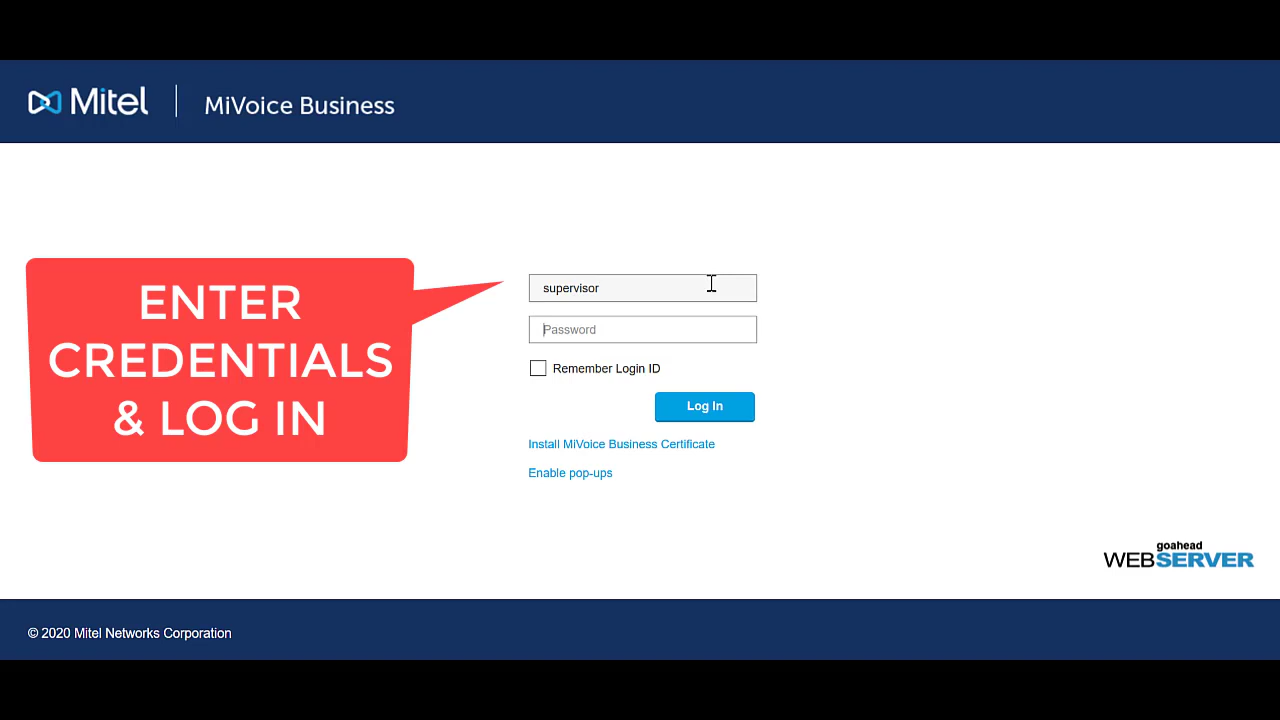 Mitel
MiVoice Business
ENTER
CREDENTIALS
& LOG IN
supervisor
Password
Remember Login ID
Log In
Install MiVoice Business Certificate
Enable pop-ups
goahead
WEBSERVER
© 2020 Mitel Networks Corporation